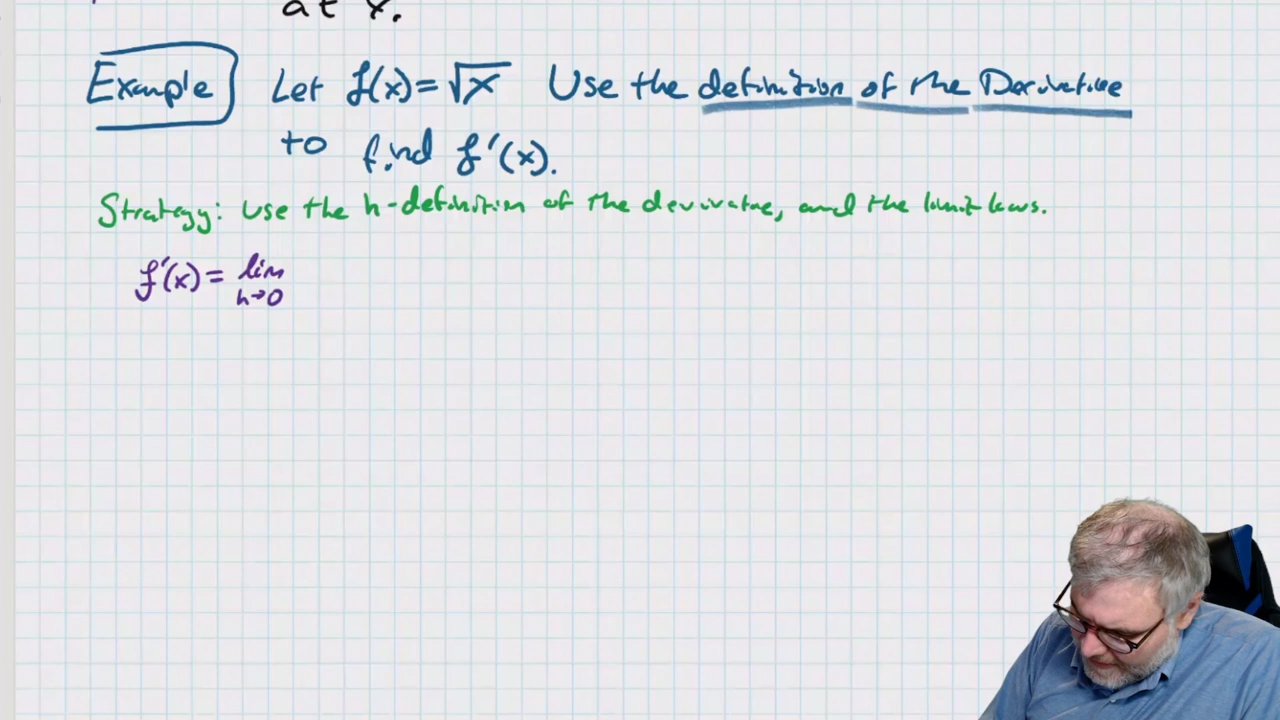 at x.
Example Let f(x)=√x Use the definition of the Derivative
to find f'(x).
Strategy: Use the h-definition of the derivative, and the limit laws.
f'(x) = lim
h→0